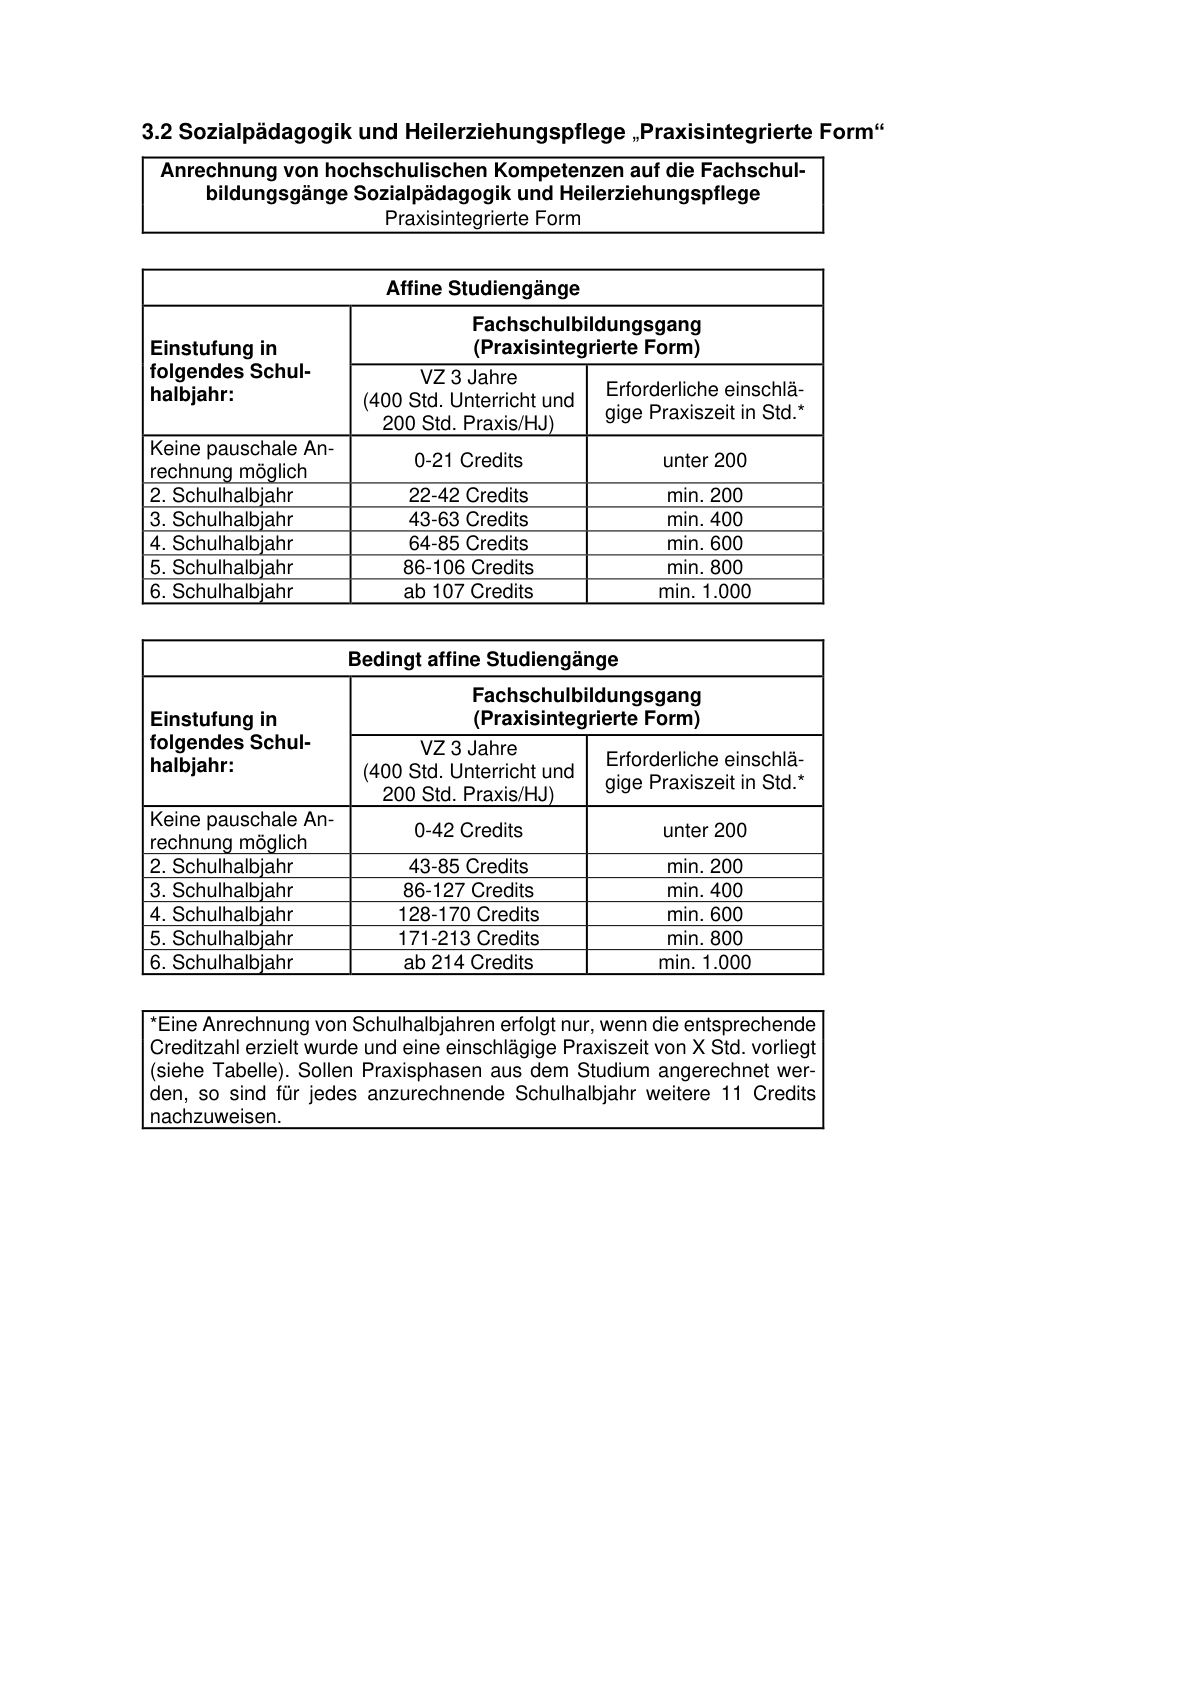 3.2 Sozialpädagogik und Heilerziehungspflege „Praxisintegrierte Form“
Anrechnung von hochschulischen Kompetenzen auf die Fachschul-
bildungsgänge Sozialpädagogik und Heilerziehungspflege
Praxisintegrierte Form
Affine Studiengänge
Einstufung in
folgendes Schul-
halbjahr:
Fachschulbildungsgang
(Praxisintegrierte Form)
VZ 3 Jahre
(400 Std. Unterricht und
200 Std. Praxis/HJ)
Erforderliche einschlä-
gige Praxiszeit in Std.*
Keine pauschale An-
rechnung möglich
0-21 Credits
unter 200
2. Schulhalbjahr 22-42 Credits min. 200
3. Schulhalbjahr 43-63 Credits min. 400
4. Schulhalbjahr 64-85 Credits min. 600
5. Schulhalbjahr 86-106 Credits min. 800
6. Schulhalbjahr ab 107 Credits min. 1.000
Bedingt affine Studiengänge
Einstufung in
folgendes Schul-
halbjahr:
Fachschulbildungsgang
(Praxisintegrierte Form)
VZ 3 Jahre
(400 Std. Unterricht und
200 Std. Praxis/HJ)
Erforderliche einschlä-
gige Praxiszeit in Std.*
Keine pauschale An-
rechnung möglich
0-42 Credits
unter 200
2. Schulhalbjahr 43-85 Credits min. 200
3. Schulhalbjahr 86-127 Credits min. 400
4. Schulhalbjahr 128-170 Credits min. 600
5. Schulhalbjahr 171-213 Credits min. 800
6. Schulhalbjahr ab 214 Credits min. 1.000
*Eine Anrechnung von Schulhalbjahren erfolgt nur, wenn die entsprechende
Creditzahl erzielt wurde und eine einschlägige Praxiszeit von X Std. vorliegt
(siehe Tabelle). Sollen Praxisphasen aus dem Studium angerechnet wer-
den, so sind für jedes anzurechnende Schulhalbjahr weitere 11 Credits
nachzuweisen.